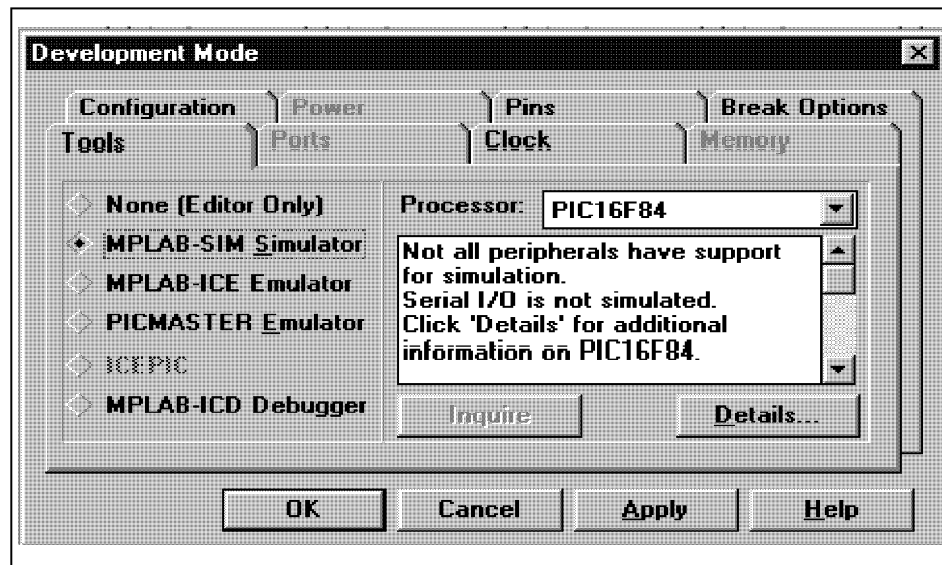 Development Mode
Configuration Power Pins Break Options
Tools Ports Clock Memory
None (Editor Only)
MPLAB-SIM Simulator
MPLAB-ICE Emulator
PICMASTER Emulator
ICEPIC
MPLAB-ICD Debugger
Processor: PIC16F84
Not all peripherals have support
for simulation.
Serial I/O is not simulated.
Click 'Details' for additional
information on PIC16F84.
Inquire Details...
OK Cancel Apply Help